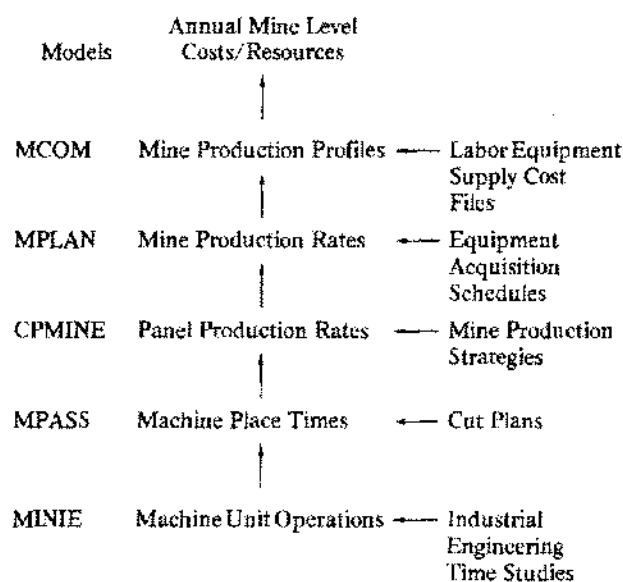 Annual Mine Level
Models Costs/Resources
MCOM Mine Production Profiles Labor Equipment
Supply Cost
Files
MPLAN Mine Production Rates Equipment
Acquisition
Schedules
CPMINE Panel Production Rates Mine Production
Strategies
MPASS Machine Place Times Cut Plans
MINIE Machine Unit Operations Industrial
Engineering
Time Studies